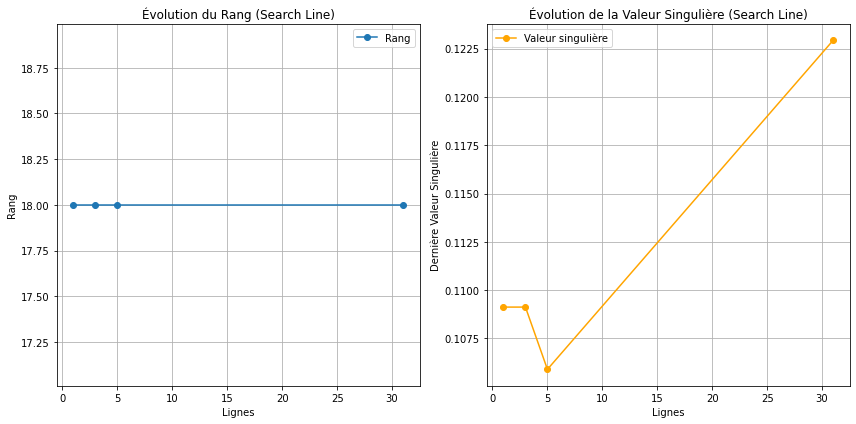 Évolution du Rang (Search Line)
Rang
18.75
18.50
18.25
18.00
17.75
17.50
17.25
Rang
0 5 10 15 20 25 30
Lignes
Évolution de la Valeur Singulière (Search Line)
Valeur singulière
0.1225
0.1200
0.1175
0.1150
0.1125
0.1100
0.1075
Dernière Valeur Singulière
0 5 10 15 20 25 30
Lignes